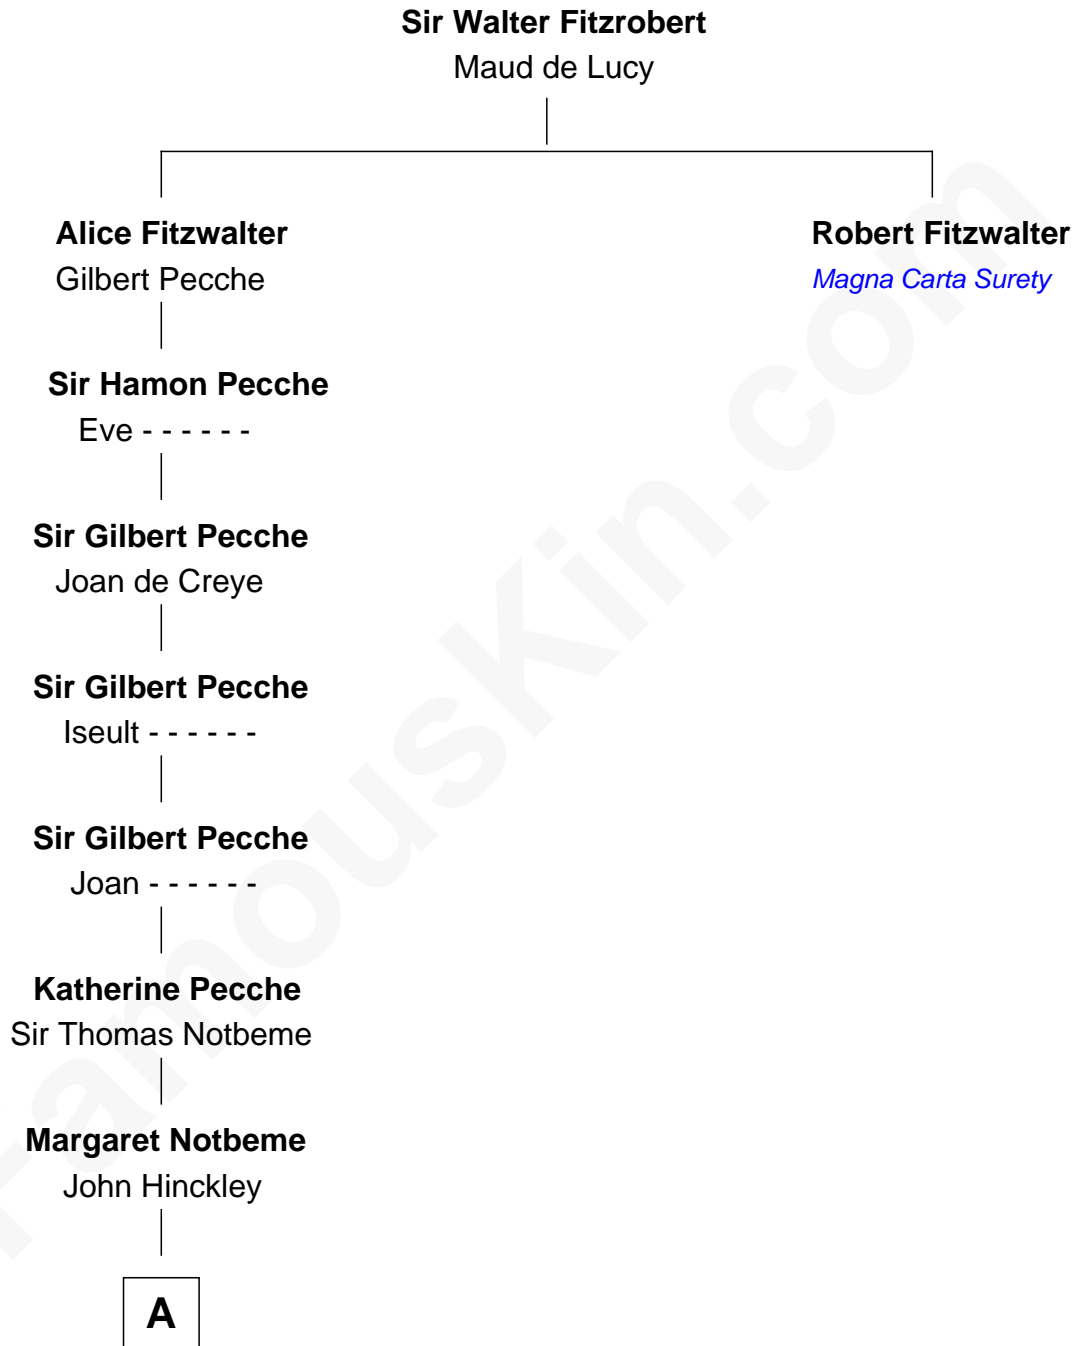 Sir Walter Fitzrobert
Maud de Lucy
Alice Fitzwalter
Gilbert Pecche
Robert Fitzwalter
Magna Carta Surety
Sir Hamon Pecche
Eve - - - - - -
Sir Gilbert Pecche
Joan de Creye
Sir Gilbert Pecche
Iseult - - - - - -
Sir Gilbert Pecche
Joan - - - - - -
Katherine Pecche
Sir Thomas Notbeme
Margaret Notbeme
John Hinckley
A
FamousKin.com